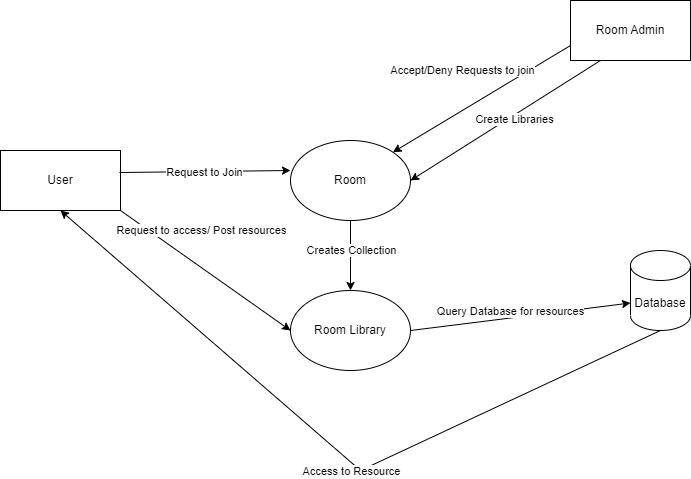 Room Admin
Accept/Deny Requests to join
Create Libraries
User
Request to Join
Room
Request to access/ Post resources
Creates Collection
Database
Query Database for resources
Room Library
Access to Resource